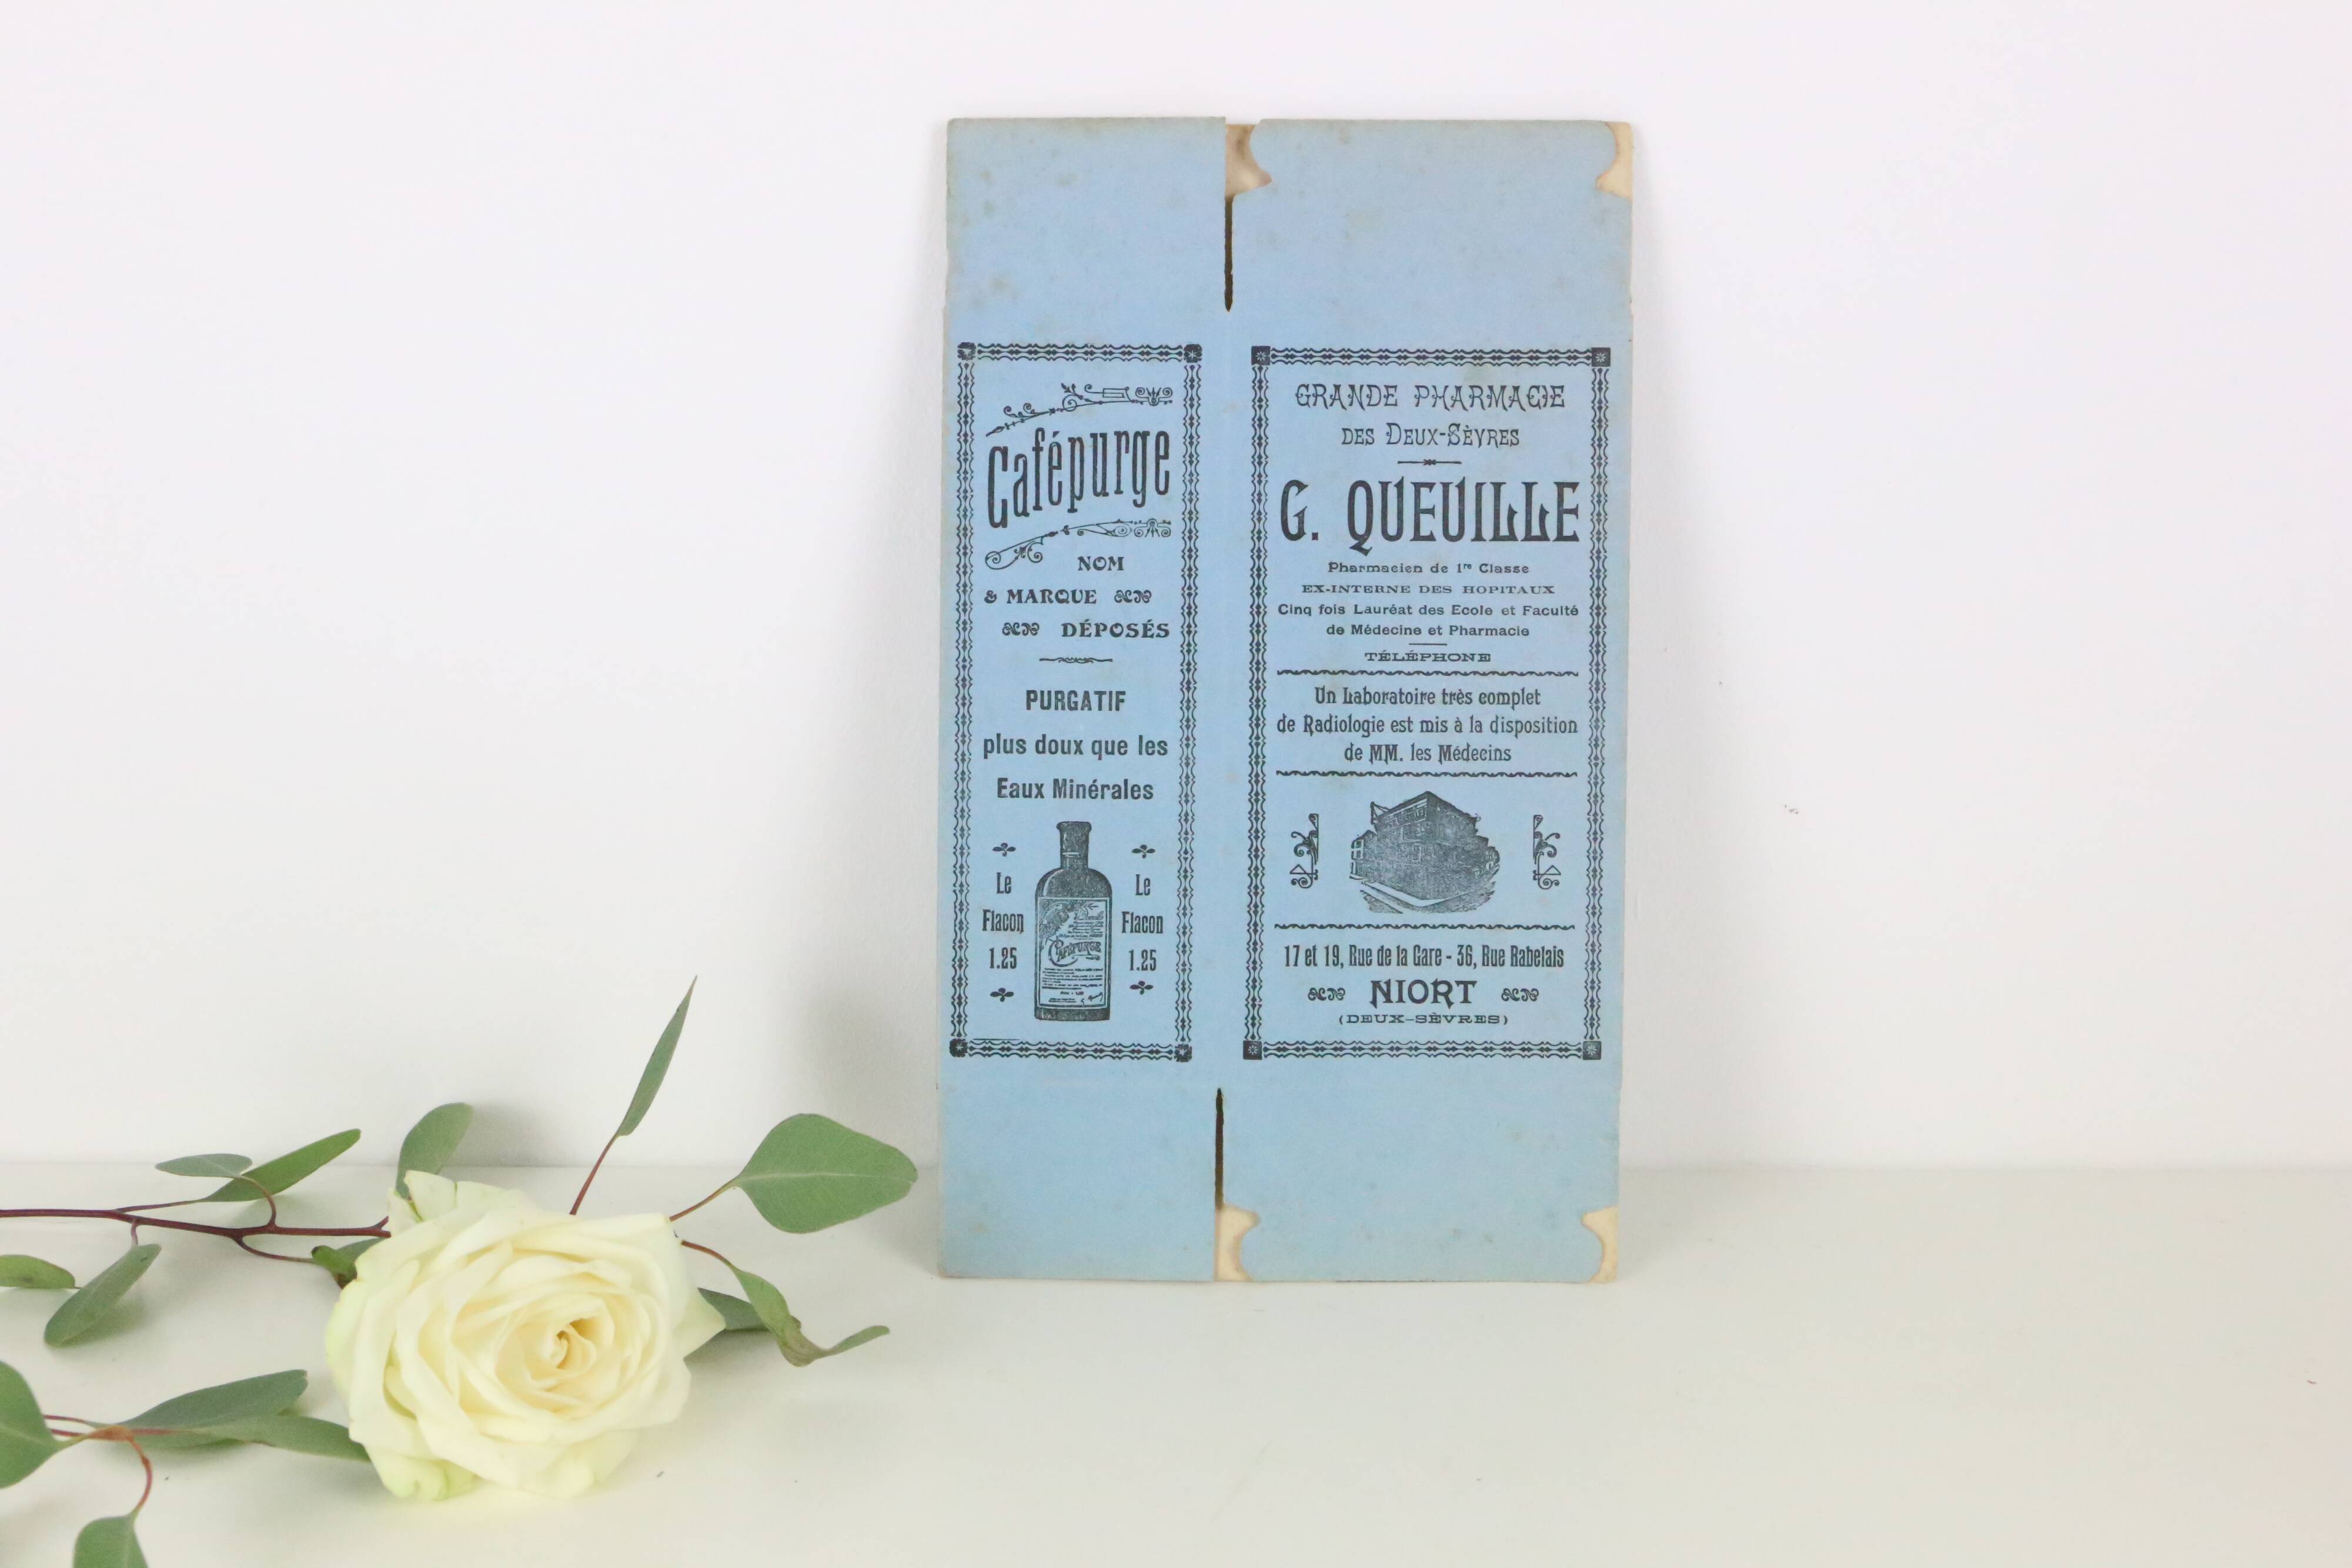 Cafépurge
NOM
& MARQUE
DÉPOSÉS
PURGATIF
plus doux que les
Eaux Minérales
Le
Flacon
1.25
CAFÉPURGE
Le
Flacon
1.25
GRANDE PHARMACIE
DES DEUX-SÈVRES
G. QUEUILLE
Pharmacien de 1re Classe
EX-INTERNE DES HOPITAUX
Cinq fois Lauréat des Ecole et Faculté
de Médecine et Pharmacie
TÉLÉPHONE
Un Laboratoire très complet
de Radiologie est mis à la disposition
de MM. les Médecins
17 et 19, Rue de la Gare - 36, Rue Rabelais
NIORT
(DEUX-SÈVRES)